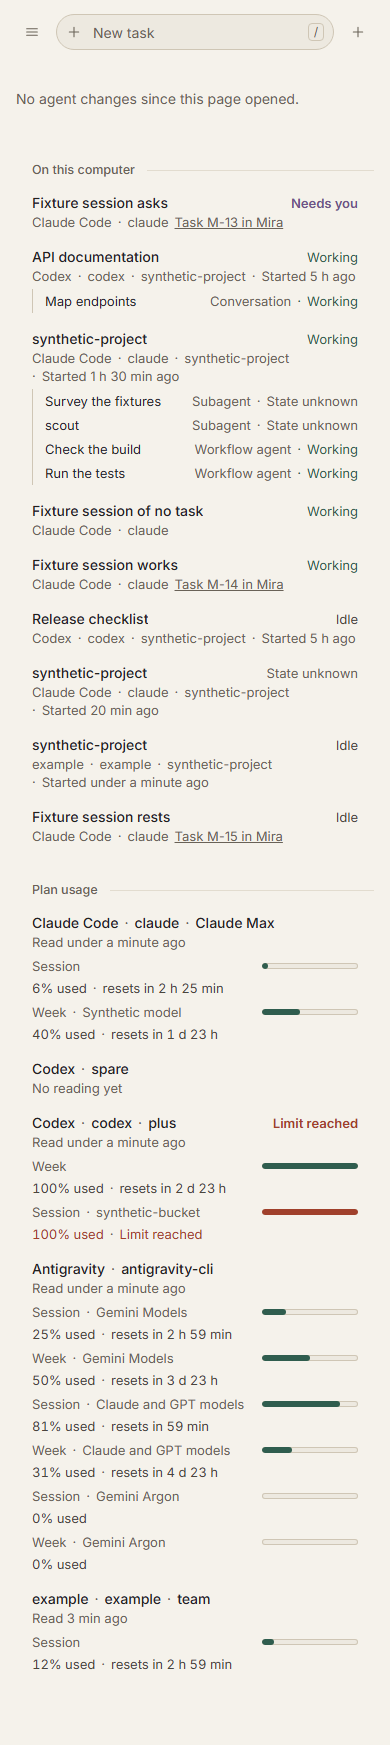 New task /
No agent changes since this page opened.
On this computer
Fixture session asks Needs you
Claude Code · claude Task M-13 in Mira
API documentation Working
Codex · codex · synthetic-project · Started 5 h ago
Map endpoints Conversation · Working
synthetic-project Working
Claude Code · claude · synthetic-project
· Started 1 h 30 min ago
Survey the fixtures Subagent · State unknown
scout Subagent · State unknown
Check the build Workflow agent · Working
Run the tests Workflow agent · Working
Fixture session of no task Working
Claude Code · claude
Fixture session works Working
Claude Code · claude Task M-14 in Mira
Release checklist Idle
Codex · codex · synthetic-project · Started 5 h ago
synthetic-project State unknown
Claude Code · claude · synthetic-project
· Started 20 min ago
synthetic-project Idle
example · example · synthetic-project
· Started under a minute ago
Fixture session rests Idle
Claude Code · claude Task M-15 in Mira
Plan usage
Claude Code · claude · Claude Max
Read under a minute ago
Session
6% used · resets in 2 h 25 min
Week · Synthetic model
40% used · resets in 1 d 23 h
Codex · spare
No reading yet
Codex · codex · plus Limit reached
Read under a minute ago
Week
100% used · resets in 2 d 23 h
Session · synthetic-bucket
100% used · Limit reached
Antigravity · antigravity-cli
Read under a minute ago
Session · Gemini Models
25% used · resets in 2 h 59 min
Week · Gemini Models
50% used · resets in 3 d 23 h
Session · Claude and GPT models
81% used · resets in 59 min
Week · Claude and GPT models
31% used · resets in 4 d 23 h
Session · Gemini Argon
0% used
Week · Gemini Argon
0% used
example · example · team
Read 3 min ago
Session
12% used · resets in 2 h 59 min